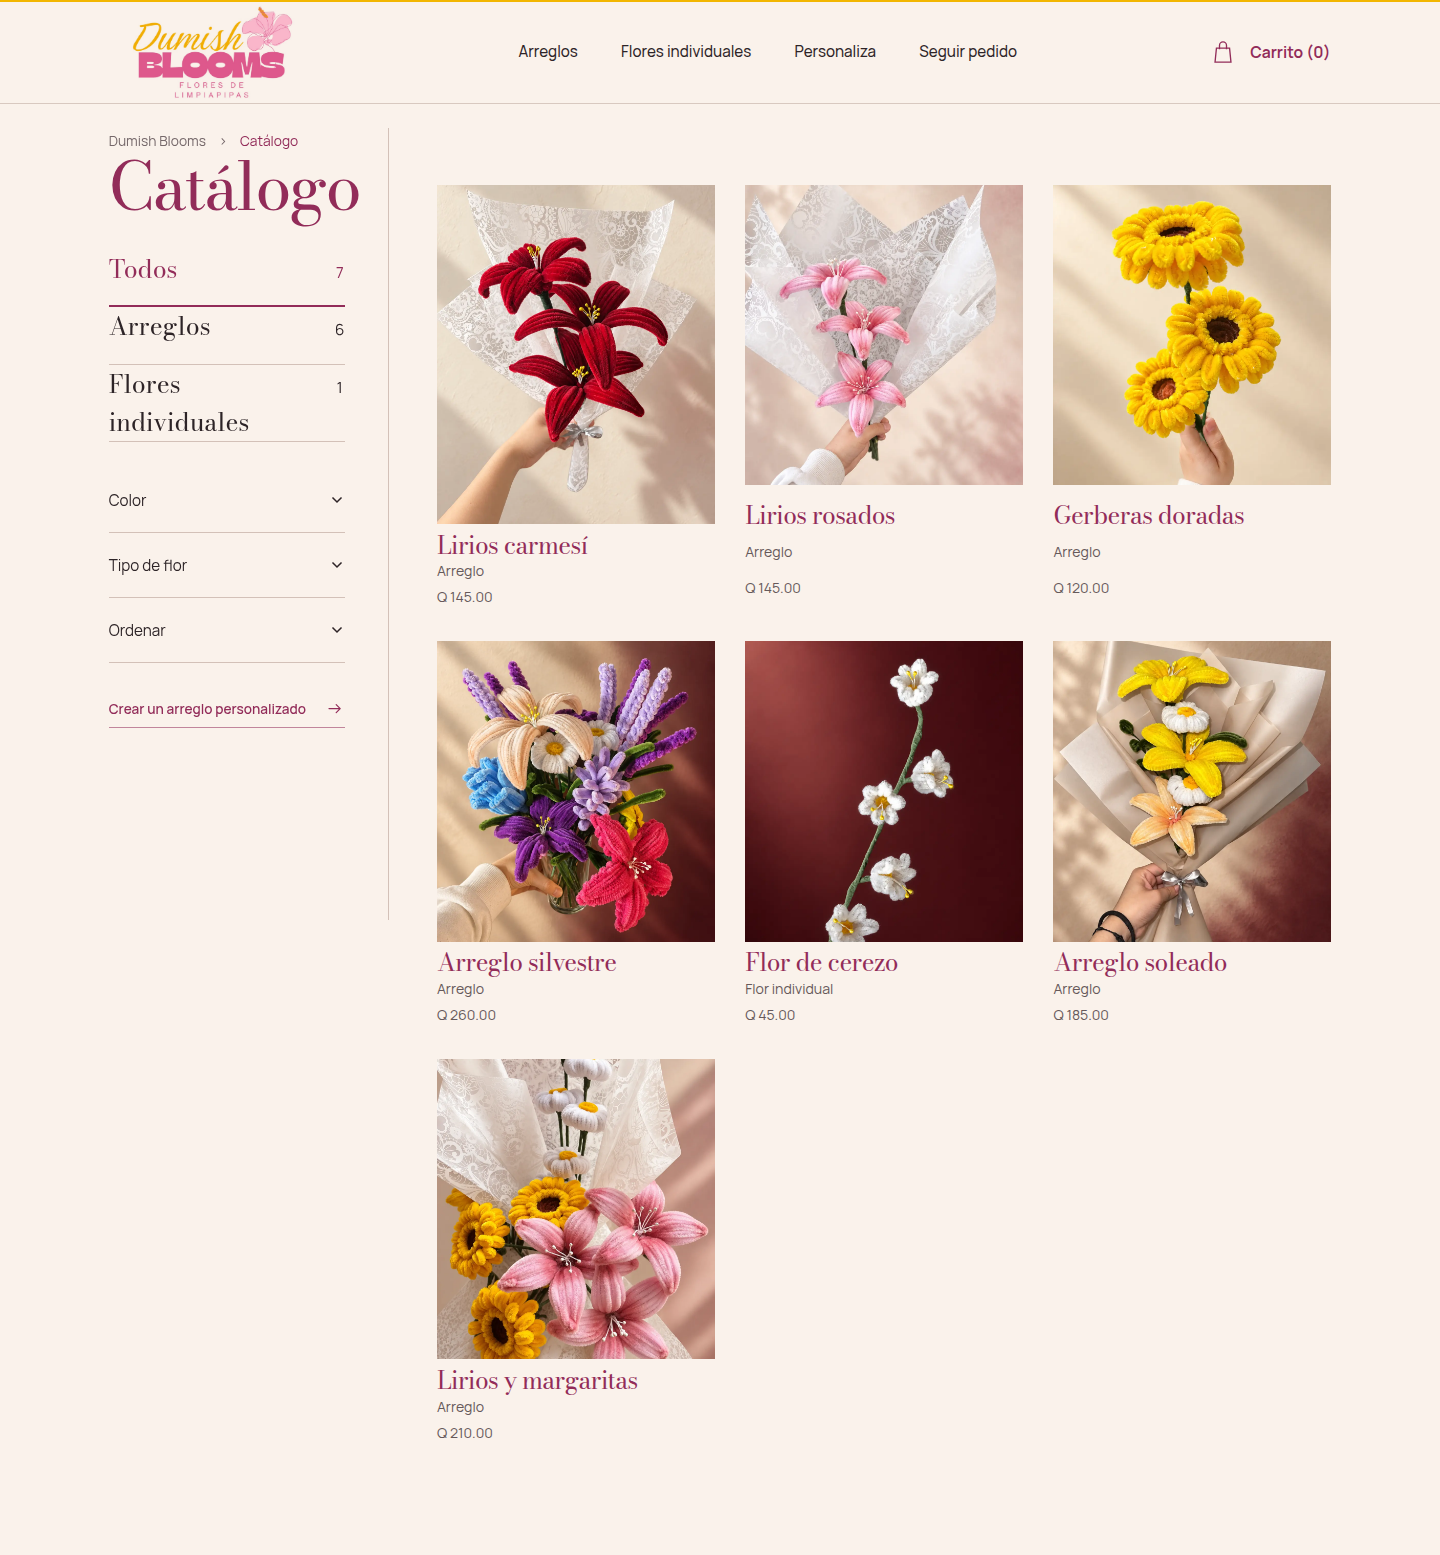 Dumish
BLOOMS
FLORES DE
LIMPIAPIPAS
Arreglos
Flores individuales
Personaliza
Seguir pedido
Carrito (0)
Dumish Blooms > Catálogo
Catálogo
Todos 7
Arreglos 6
Flores 1
individuales
Color
Tipo de flor
Ordenar
Crear un arreglo personalizado →
Lirios carmesí
Arreglo
Q 145.00
Lirios rosados
Arreglo
Q 145.00
Gerberas doradas
Arreglo
Q 120.00
Arreglo silvestre
Arreglo
Q 260.00
Flor de cerezo
Flor individual
Q 45.00
Arreglo soleado
Arreglo
Q 185.00
Lirios y margaritas
Arreglo
Q 210.00